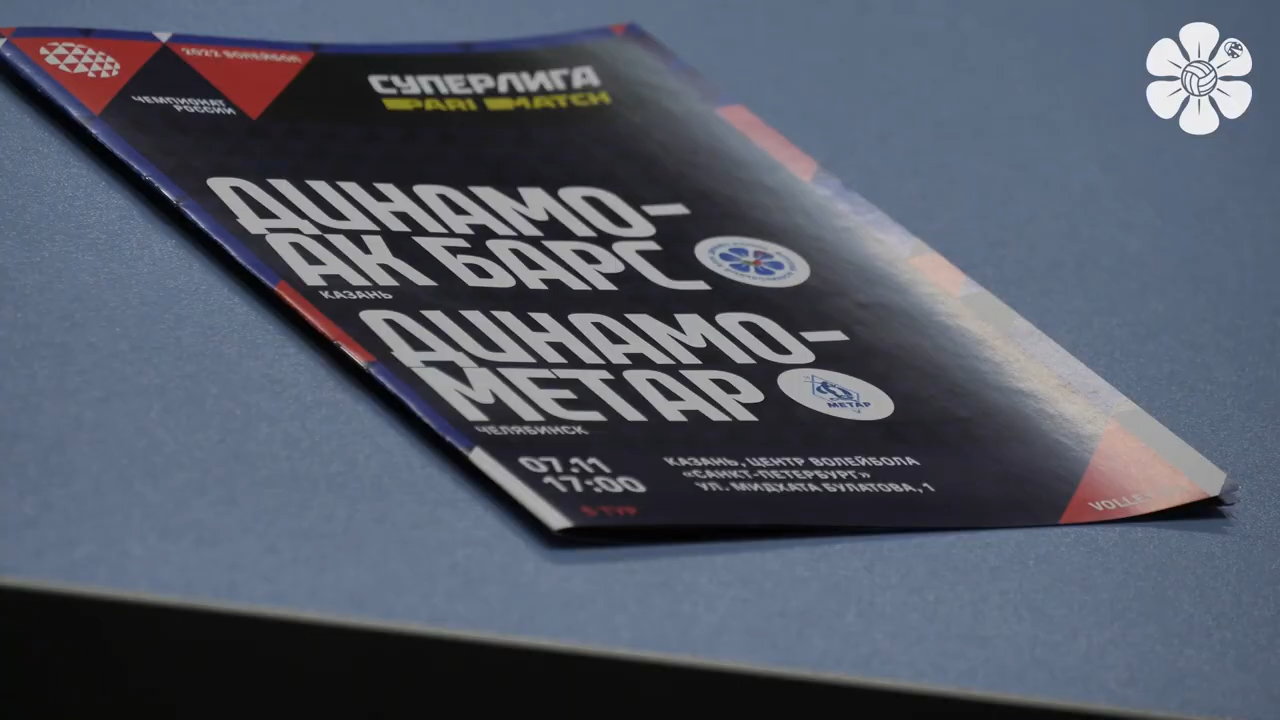 2022 ВОЛЕЙБОЛ
ЧЕМПИОНАТ
РОССИИ
СУПЕРЛИГА
PARI MATCH
ДИНАМО-
АК БАРС
КАЗАНЬ
ДИНАМО-
МЕТАР
МЕТАР
ЧЕЛЯБИНСК
07.11
17:00
5 ТУР
КАЗАНЬ, ЦЕНТР ВОЛЕЙБОЛА
«САНКТ-ПЕТЕРБУРГ»
УЛ. МИДХАТА БУЛАТОВА, 1
VOLLE